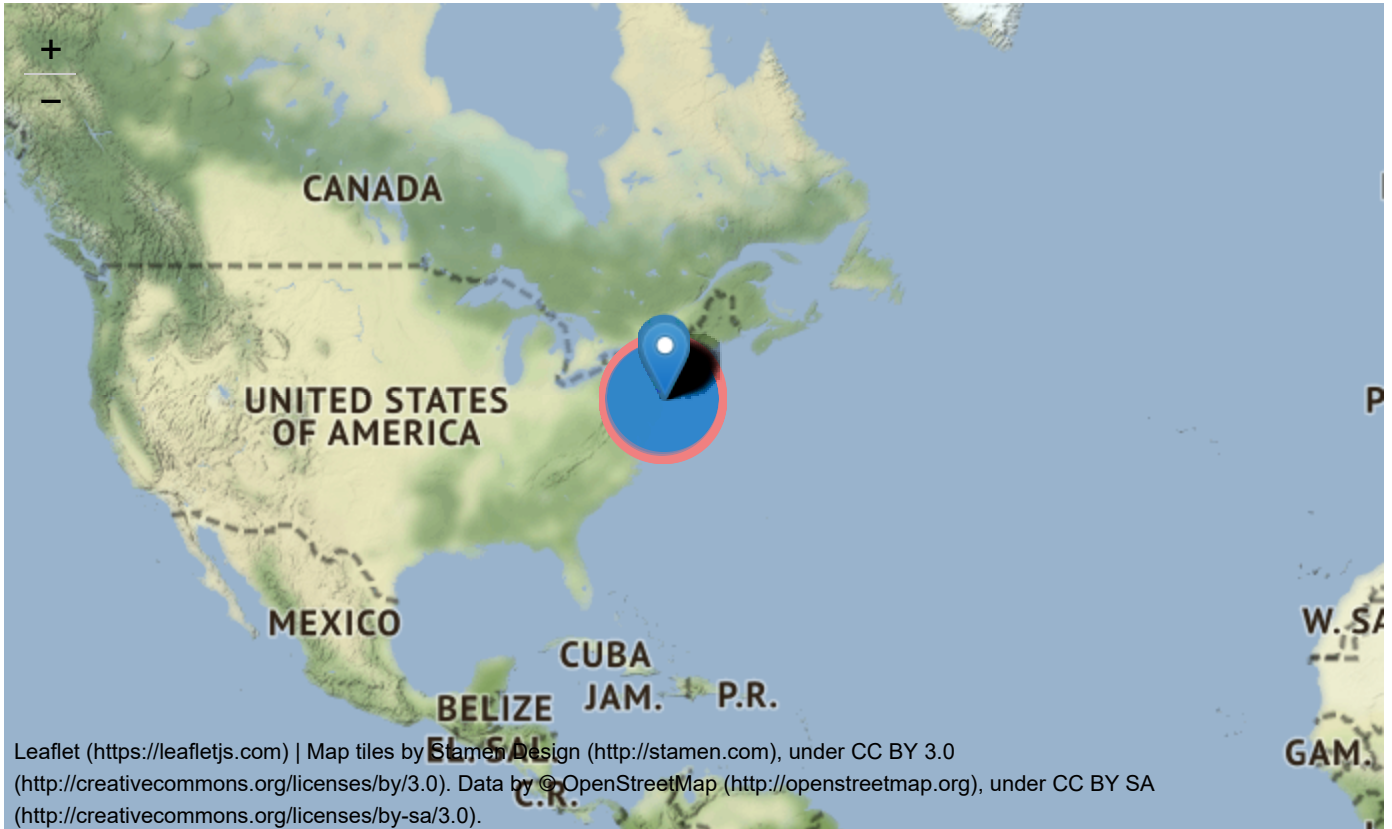 +
−
CANADA
UNITED STATES
OF AMERICA
P
MEXICO
W. SA
CUBA
JAM.
P.R.
BELIZE
EL. SAL.
GAM.
C.R.
Leaflet (https://leafletjs.com) | Map tiles by Stamen Design (http://stamen.com), under CC BY 3.0
(http://creativecommons.org/licenses/by/3.0). Data by © OpenStreetMap (http://openstreetmap.org), under CC BY SA
(http://creativecommons.org/licenses/by-sa/3.0).